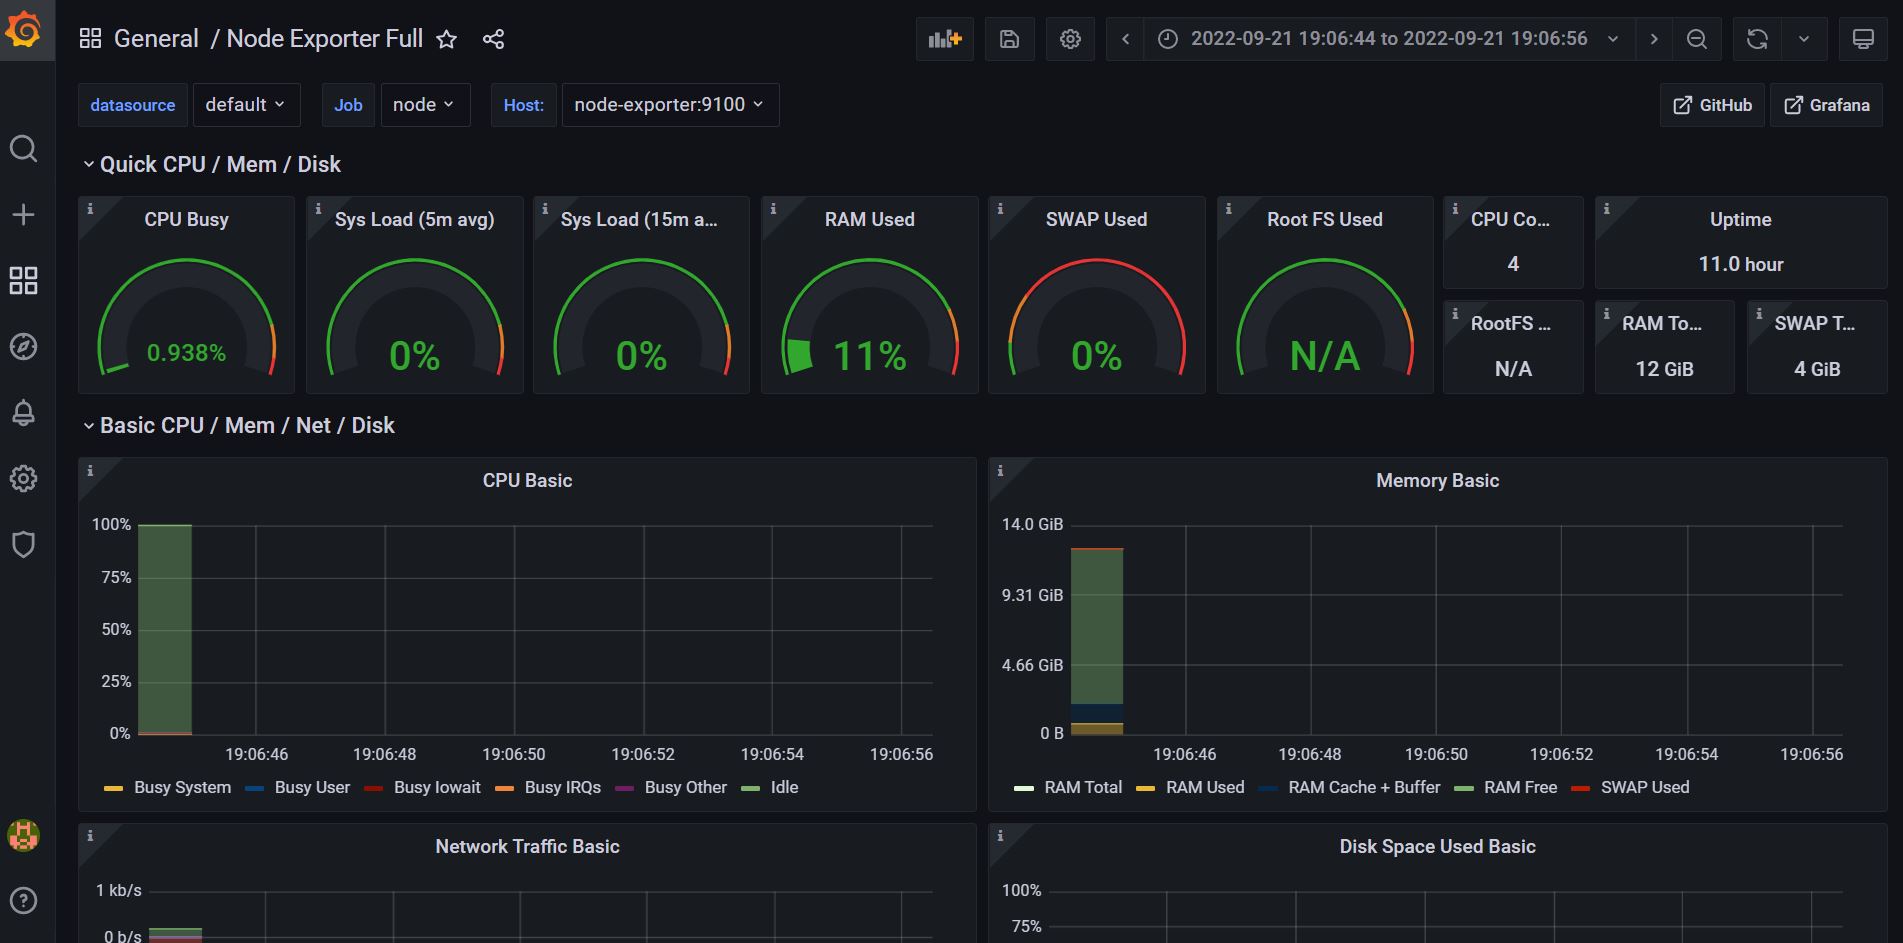 General / Node Exporter Full
2022-09-21 19:06:44 to 2022-09-21 19:06:56
datasource default Job node Host: node-exporter:9100 GitHub Grafana
Quick CPU / Mem / Disk
CPU Busy
0.938%
Sys Load (5m avg)
0%
Sys Load (15m a...
0%
RAM Used
11%
SWAP Used
0%
Root FS Used
N/A
CPU Co...
4
Uptime
11.0 hour
RootFS ...
N/A
RAM To...
12 GiB
SWAP T...
4 GiB
Basic CPU / Mem / Net / Disk
CPU Basic
100%
75%
50%
25%
0%
19:06:46 19:06:48 19:06:50 19:06:52 19:06:54 19:06:56
Busy System Busy User Busy Iowait Busy IRQs Busy Other Idle
Memory Basic
14.0 GiB
9.31 GiB
4.66 GiB
0 B
19:06:46 19:06:48 19:06:50 19:06:52 19:06:54 19:06:56
RAM Total RAM Used RAM Cache + Buffer RAM Free SWAP Used
Network Traffic Basic
1 kb/s
0 b/s
Disk Space Used Basic
100%
75%